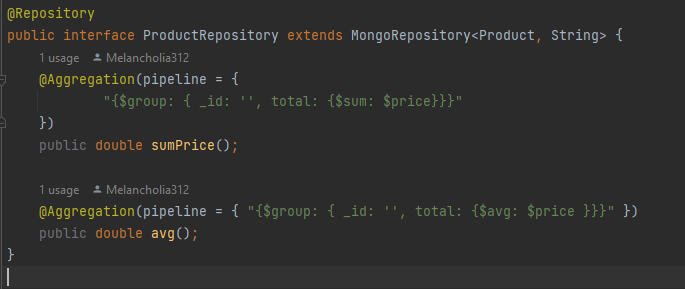 @Repository
public interface ProductRepository extends MongoRepository<Product, String> {
1 usage Melancholia312
@Aggregation(pipeline = {
"{$group: { _id: '', total: {$sum: $price}}}"
})
public double sumPrice();
1 usage Melancholia312
@Aggregation(pipeline = { "{$group: { _id: '', total: {$avg: $price }}}" })
public double avg();
}